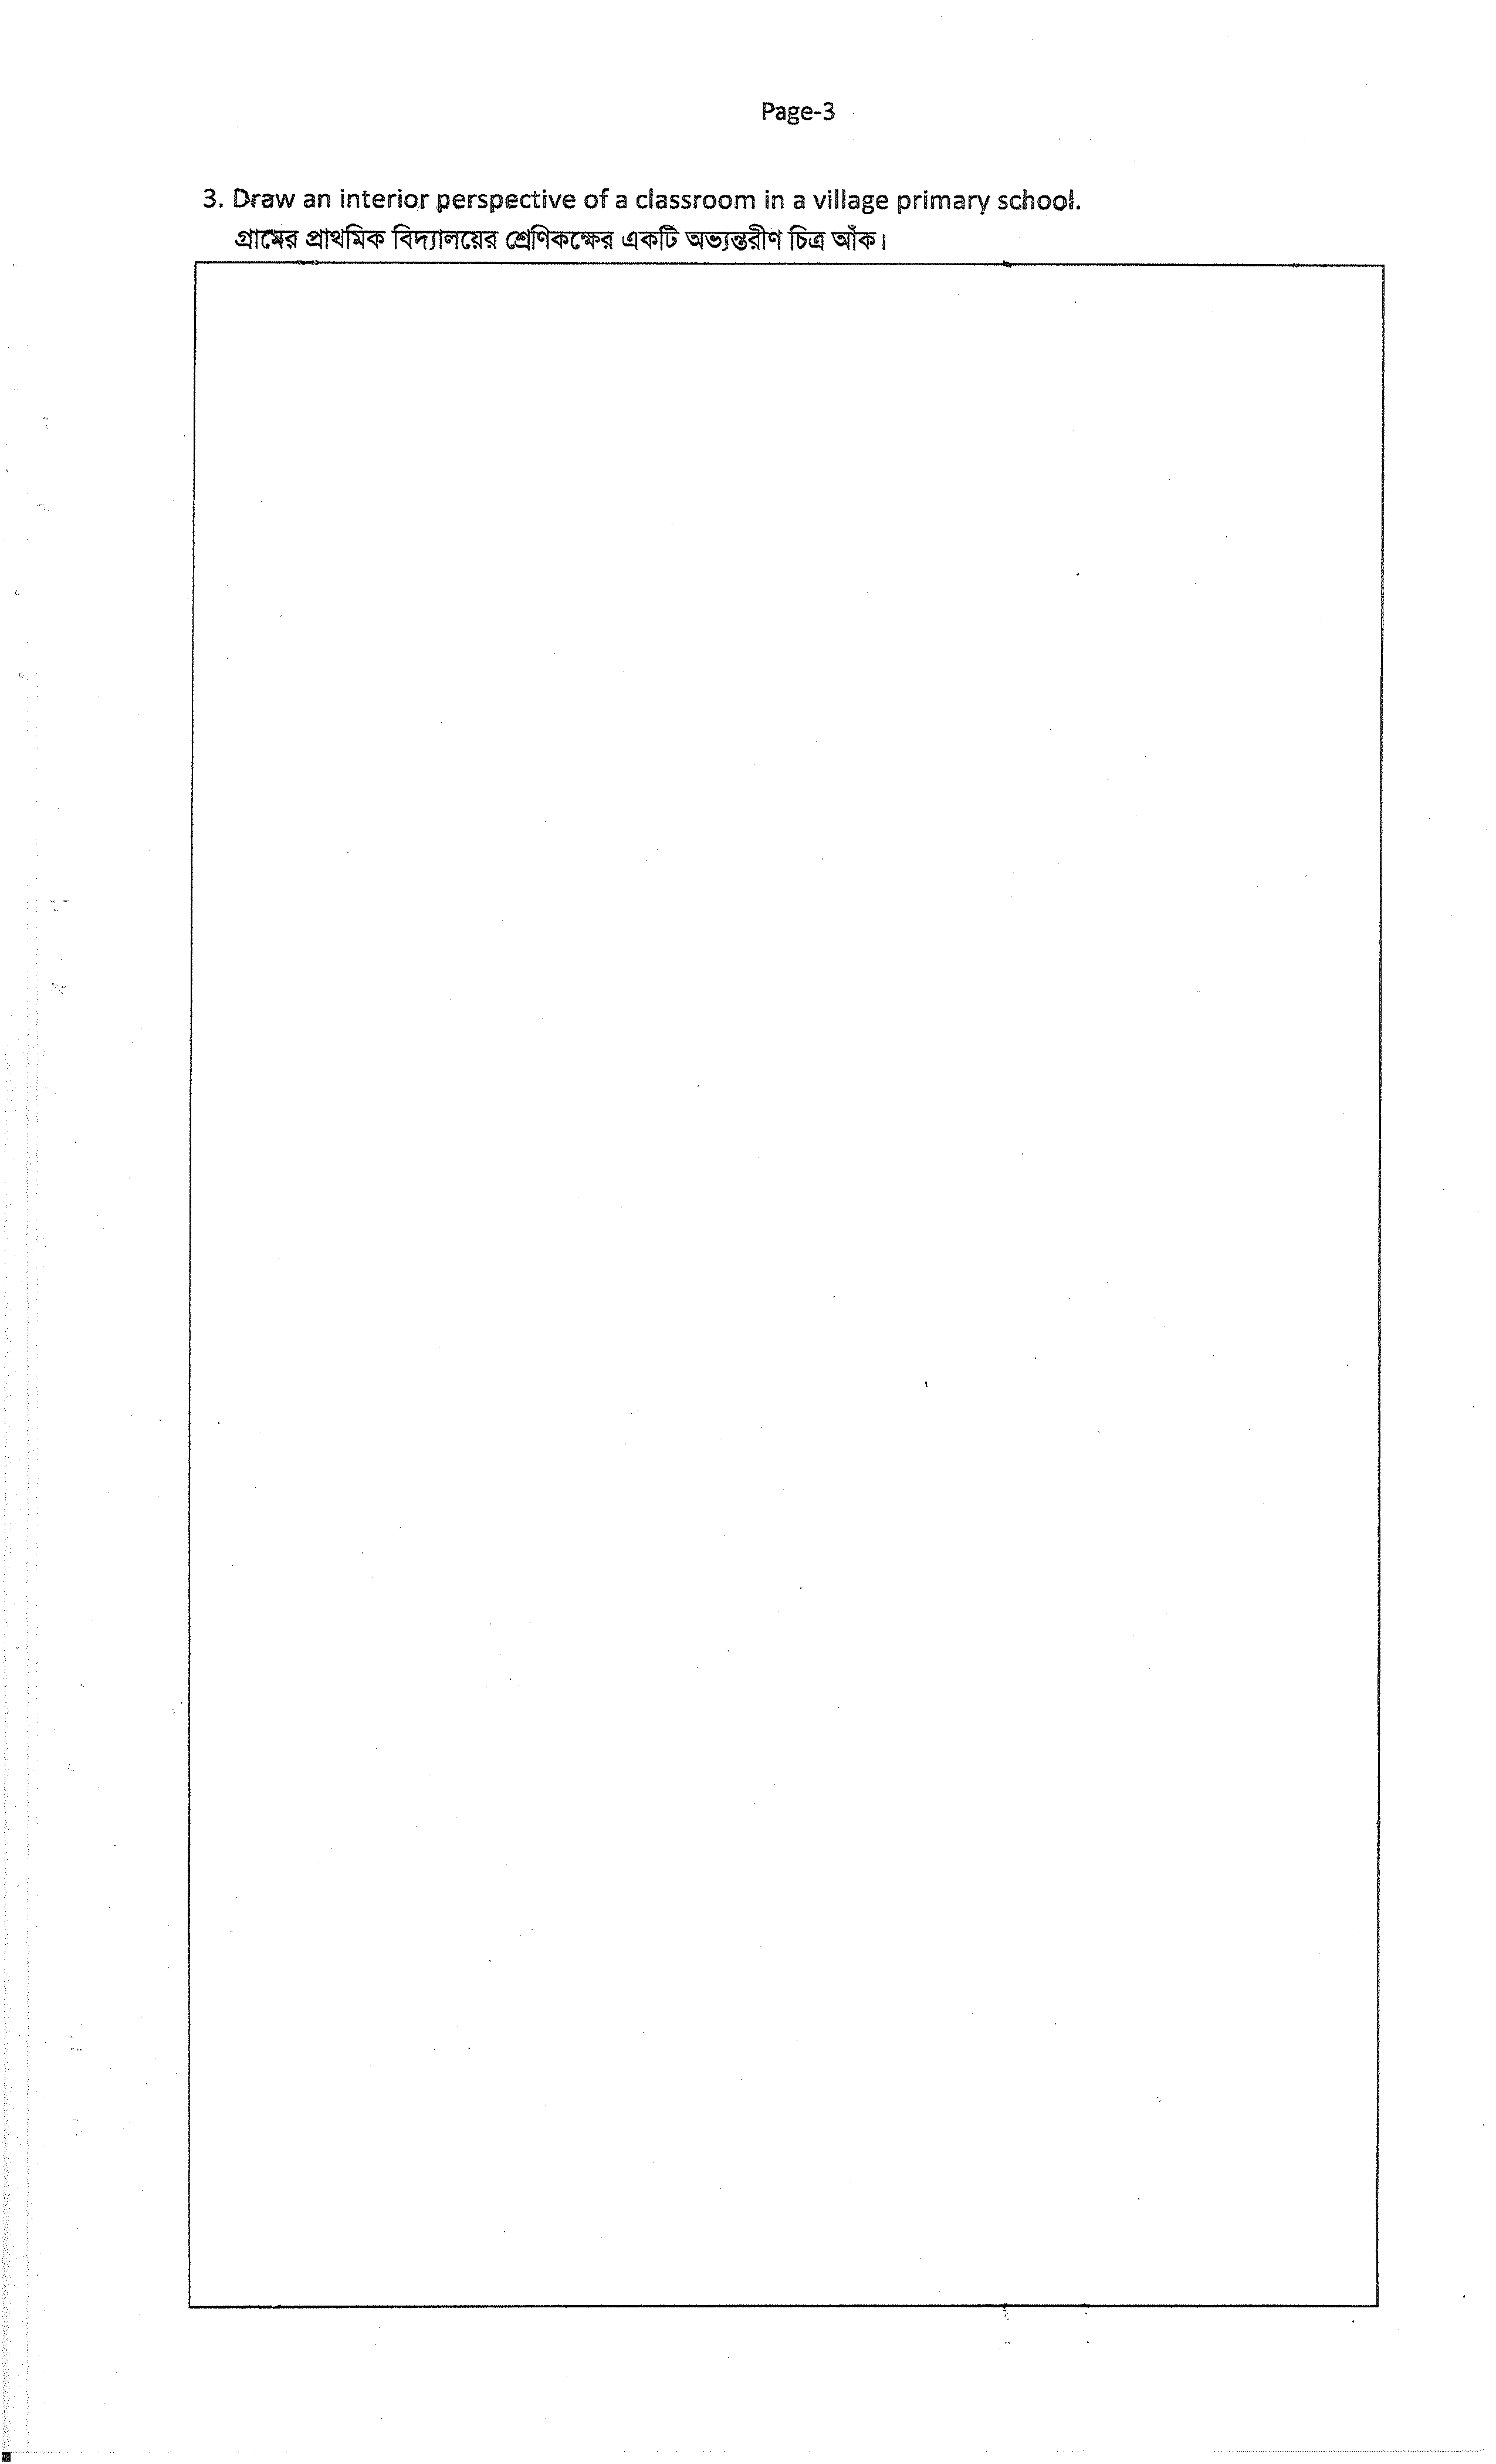 Page-3
3. Draw an interior perspective of a classroom in a village primary school.
গ্রামের প্রাথমিক বিদ্যালয়ের শ্রেণিকক্ষের একটি অভ্যন্তরীণ চিত্র আঁক।